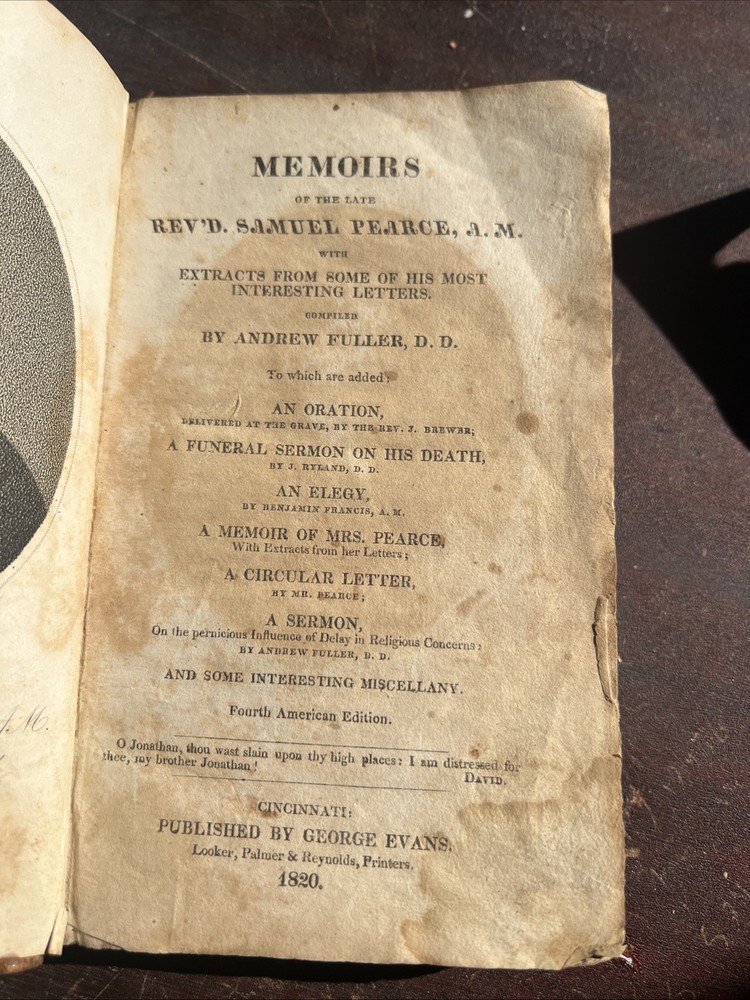 MEMOIRS
OF THE LATE
REV'D. SAMUEL PEARCE, A. M.
WITH
EXTRACTS FROM SOME OF HIS MOST
INTERESTING LETTERS.
COMPILED
BY ANDREW FULLER, D. D.
To which are added:
AN ORATION,
DELIVERED AT THE GRAVE, BY THE REV. J. BREWER;
A FUNERAL SERMON ON HIS DEATH,
BY J. RYLAND, D. D.
AN ELEGY,
BY BENJAMIN FRANCIS, A. M.
A MEMOIR OF MRS. PEARCE,
With Extracts from her Letters;
A CIRCULAR LETTER,
BY MR. PEARCE;
A SERMON,
On the pernicious Influence of Delay in Religious Concerns:
BY ANDREW FULLER, D. D.
AND SOME INTERESTING MISCELLANY.
Fourth American Edition.
O Jonathan, thou wast slain upon thy high places: I am distressed for
thee, my brother Jonathan!
DAVID.
CINCINNATI:
PUBLISHED BY GEORGE EVANS.
Looker, Palmer & Reynolds, Printers.
1820.